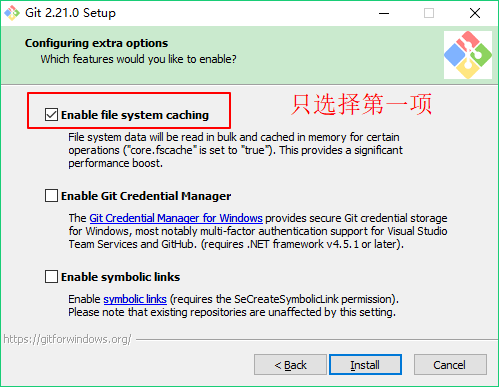 Git 2.21.0 Setup
Configuring extra options
Which features would you like to enable?
只选择第一项
Enable file system caching
File system data will be read in bulk and cached in memory for certain
operations ("core.fscache" is set to "true"). This provides a significant
performance boost.
Enable Git Credential Manager
The Git Credential Manager for Windows provides secure Git credential storage
for Windows, most notably multi-factor authentication support for Visual Studio
Team Services and GitHub. (requires .NET framework v4.5.1 or later).
Enable symbolic links
Enable symbolic links (requires the SeCreateSymbolicLink permission).
Please note that existing repositories are unaffected by this setting.
https://gitforwindows.org/
< Back
Install
Cancel